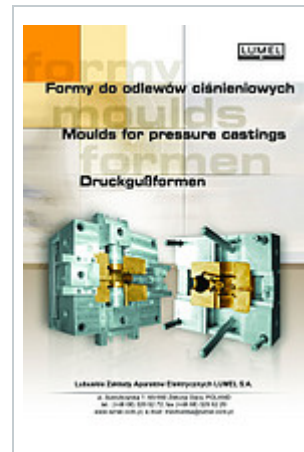 LUMEL
formy
Formy do odlewów ciśnieniowych
moulds
Moulds for pressure castings
formen
Druckgußformen
Lubuskie Zakłady Aparatów Elektrycznych LUMEL S.A.